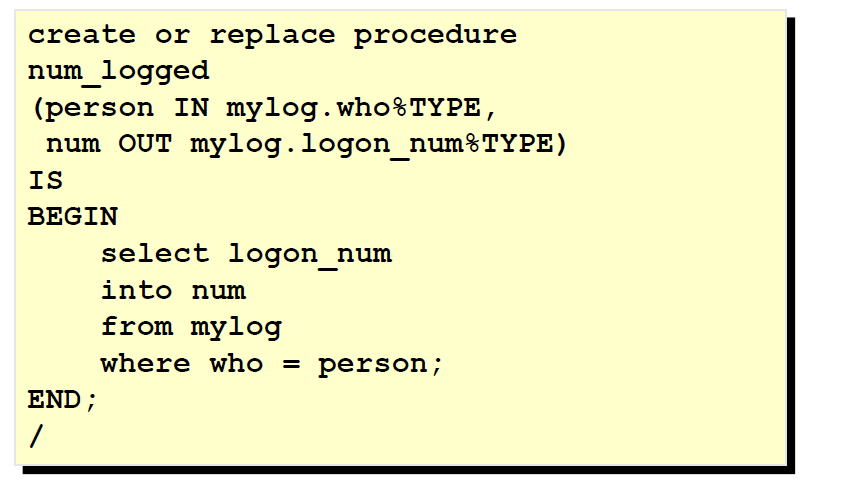 create or replace procedure
num_logged
(person IN mylog.who%TYPE,
 num OUT mylog.logon_num%TYPE)
IS
BEGIN
    select logon_num
    into num
    from mylog
    where who = person;
END;
/